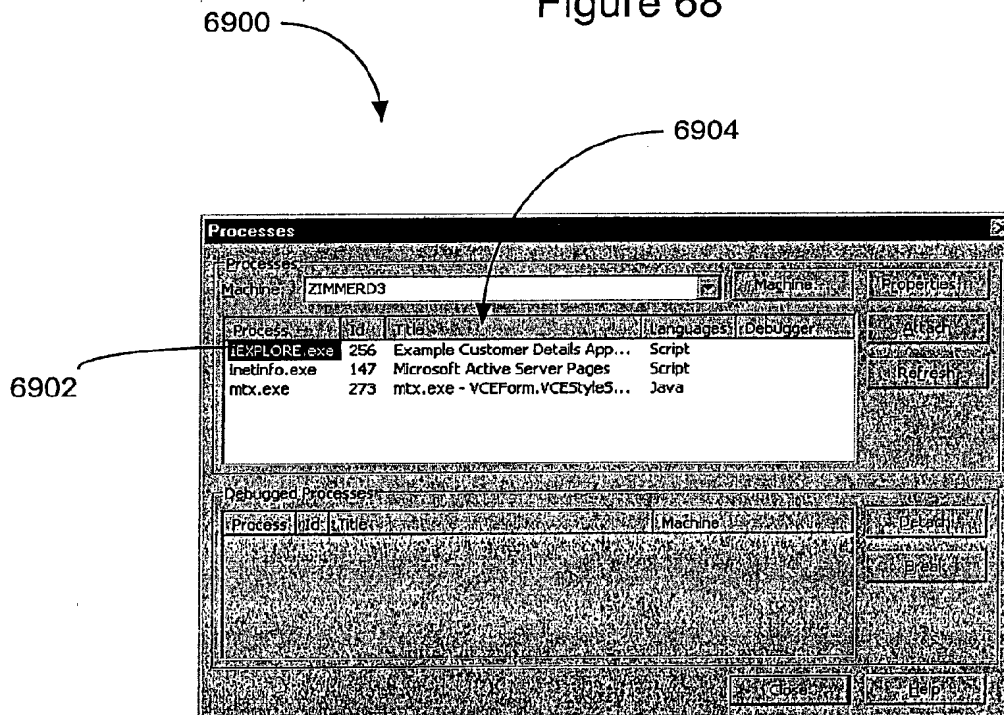 Figure 68
6900
6904
Processes
Processes
Machine: ZIMMERD3 Machine... Properties...
Process Id Title Languages Debugger Attach
iEXPLORE.exe 256 Example Customer Details App... Script
Refresh
inetinfo.exe 147 Microsoft Active Server Pages Script
6902
mtx.exe 273 mtx.exe - VCEForm.VCEStyleS... Java
Debugged Processes
Process Id Title Machine Detach
Break
Close Help